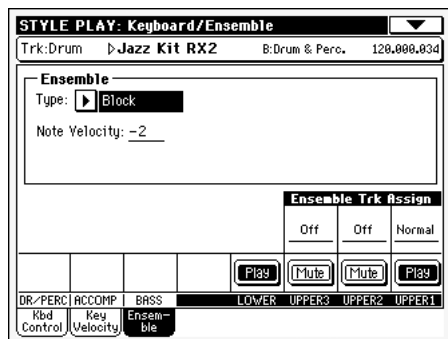 STYLE PLAY: Keyboard/Ensemble
Trk:Drum ▷Jazz Kit RX2 B:Drum & Perc. 120.000.034
Ensemble
Type: Block
Note Velocity: -2
Ensemble Trk Assign
Off Off Normal
Play Mute Mute Play
DR/PERC ACCOMP BASS LOWER UPPER3 UPPER2 UPPER1
Kbd Key Ensem-
Control Velocity ble